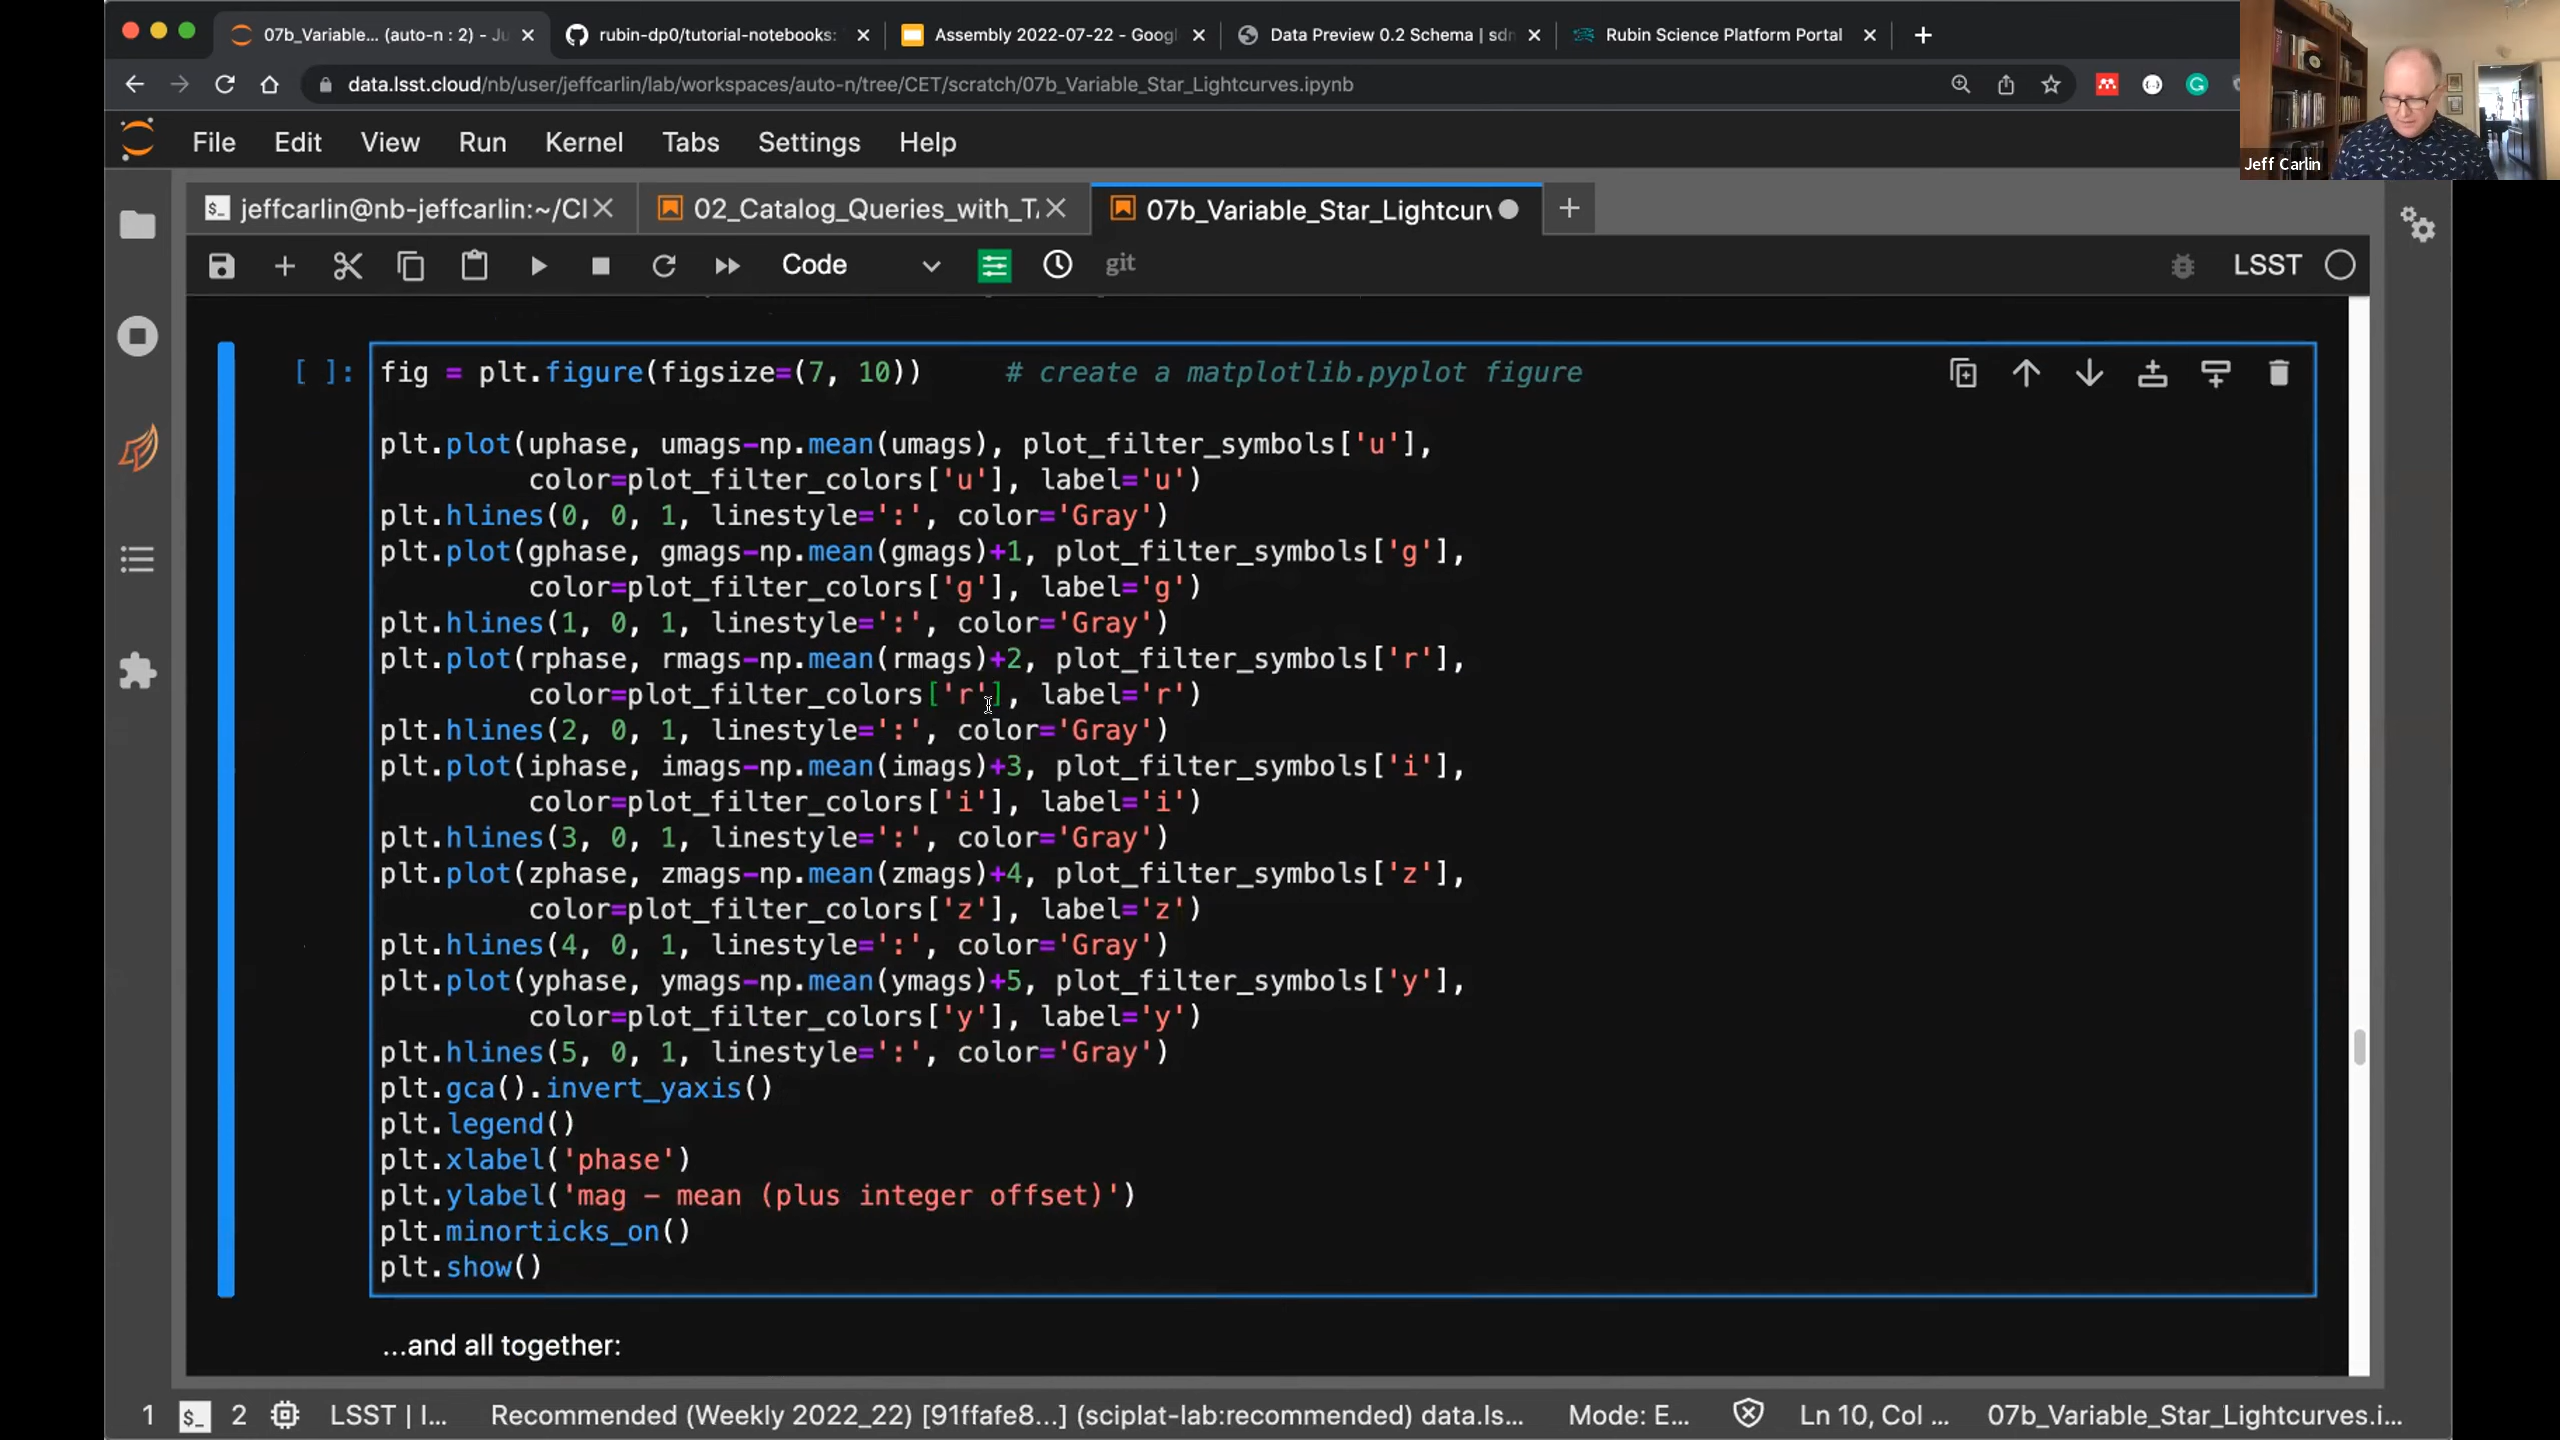 07b_Variable... (auto-n : 2) - Ju
rubin-dp0/tutorial-notebooks:
Assembly 2022-07-22 - Googl
Data Preview 0.2 Schema | sdm
Rubin Science Platform Portal
data.lsst.cloud/nb/user/jeffcarlin/lab/workspaces/auto-n/tree/CET/scratch/07b_Variable_Star_Lightcurves.ipynb
Jeff Carlin
File Edit View Run Kernel Tabs Settings Help
jeffcarlin@nb-jeffcarlin:~/CI
02_Catalog_Queries_with_T
07b_Variable_Star_Lightcurv
Code
git
LSST
[ ]: fig = plt.figure(figsize=(7, 10)) # create a matplotlib.pyplot figure
plt.plot(uphase, umags-np.mean(umags), plot_filter_symbols['u'],
color=plot_filter_colors['u'], label='u')
plt.hlines(0, 0, 1, linestyle=':', color='Gray')
plt.plot(gphase, gmags-np.mean(gmags)+1, plot_filter_symbols['g'],
color=plot_filter_colors['g'], label='g')
plt.hlines(1, 0, 1, linestyle=':', color='Gray')
plt.plot(rphase, rmags-np.mean(rmags)+2, plot_filter_symbols['r'],
color=plot_filter_colors['r'], label='r')
plt.hlines(2, 0, 1, linestyle=':', color='Gray')
plt.plot(iphase, imags-np.mean(imags)+3, plot_filter_symbols['i'],
color=plot_filter_colors['i'], label='i')
plt.hlines(3, 0, 1, linestyle=':', color='Gray')
plt.plot(zphase, zmags-np.mean(zmags)+4, plot_filter_symbols['z'],
color=plot_filter_colors['z'], label='z')
plt.hlines(4, 0, 1, linestyle=':', color='Gray')
plt.plot(yphase, ymags-np.mean(ymags)+5, plot_filter_symbols['y'],
color=plot_filter_colors['y'], label='y')
plt.hlines(5, 0, 1, linestyle=':', color='Gray')
plt.gca().invert_yaxis()
plt.legend()
plt.xlabel('phase')
plt.ylabel('mag - mean (plus integer offset)')
plt.minorticks_on()
plt.show()
...and all together:
1 $_ 2 LSST | I... Recommended (Weekly 2022_22) [91ffafe8...] (sciplat-lab:recommended) data.ls... Mode: E... Ln 10, Col ... 07b_Variable_Star_Lightcurves.i...